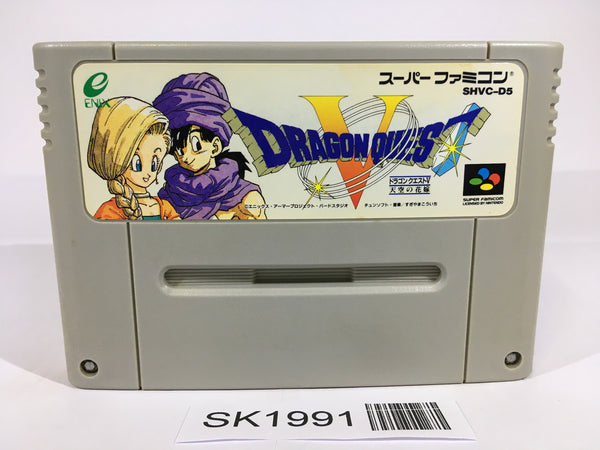 ENIX
スーパーファミコン®
SHVC-D5
DRAGON QUEST
V
ドラゴンクエストV
天空の花嫁
©エニックス・アーマープロジェクト・バードスタジオ
チュンソフト・音楽/すぎやまこういち
SUPER FAMICOM
LICENSED BY NINTENDO
SK1991